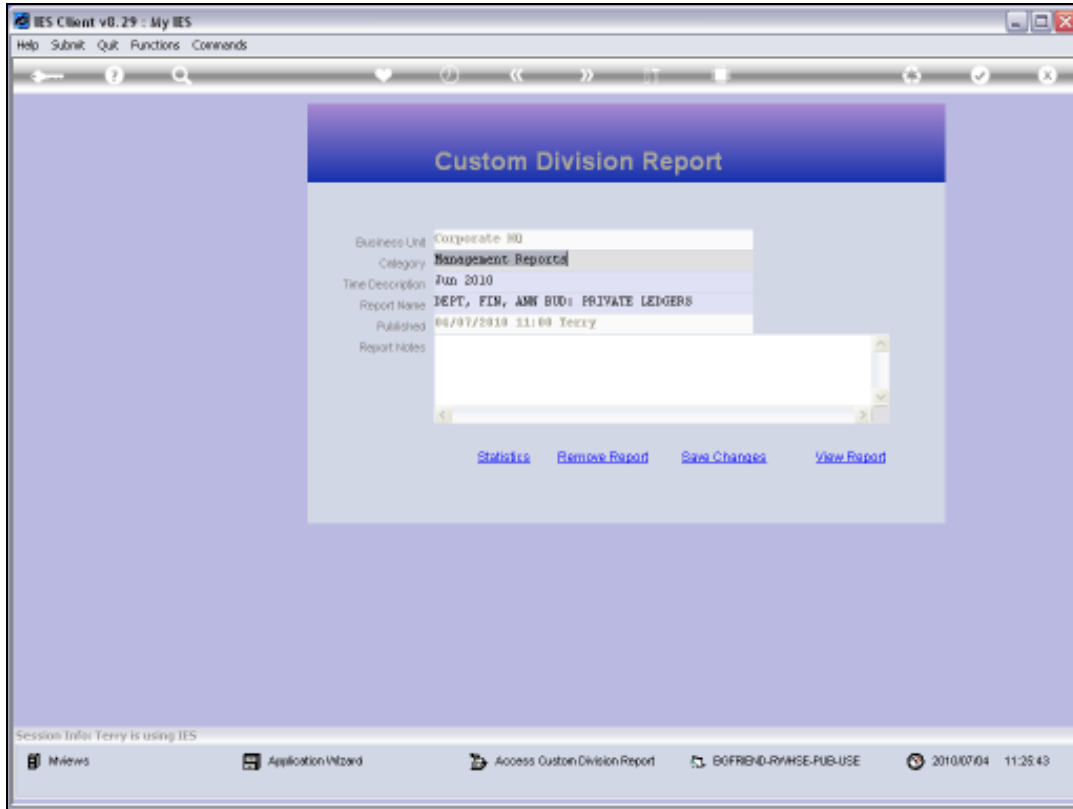 IES Client v8.29 : My IES
Help Submit Quit Functions Commands
Custom Division Report
Business Unit Corporate HQ
Category Management Reports
Time Description Jun 2010
Report Name DEPT, FIN, ANN BUD: PRIVATE LEDGERS
Published 04/07/2010 11:00 Terry
Report Notes
Statistics Remove Report Save Changes View Report
Session Info: Terry is using IES
Mviews Application Wizard Access Custom Division Report 2010/07/04 11:25:43